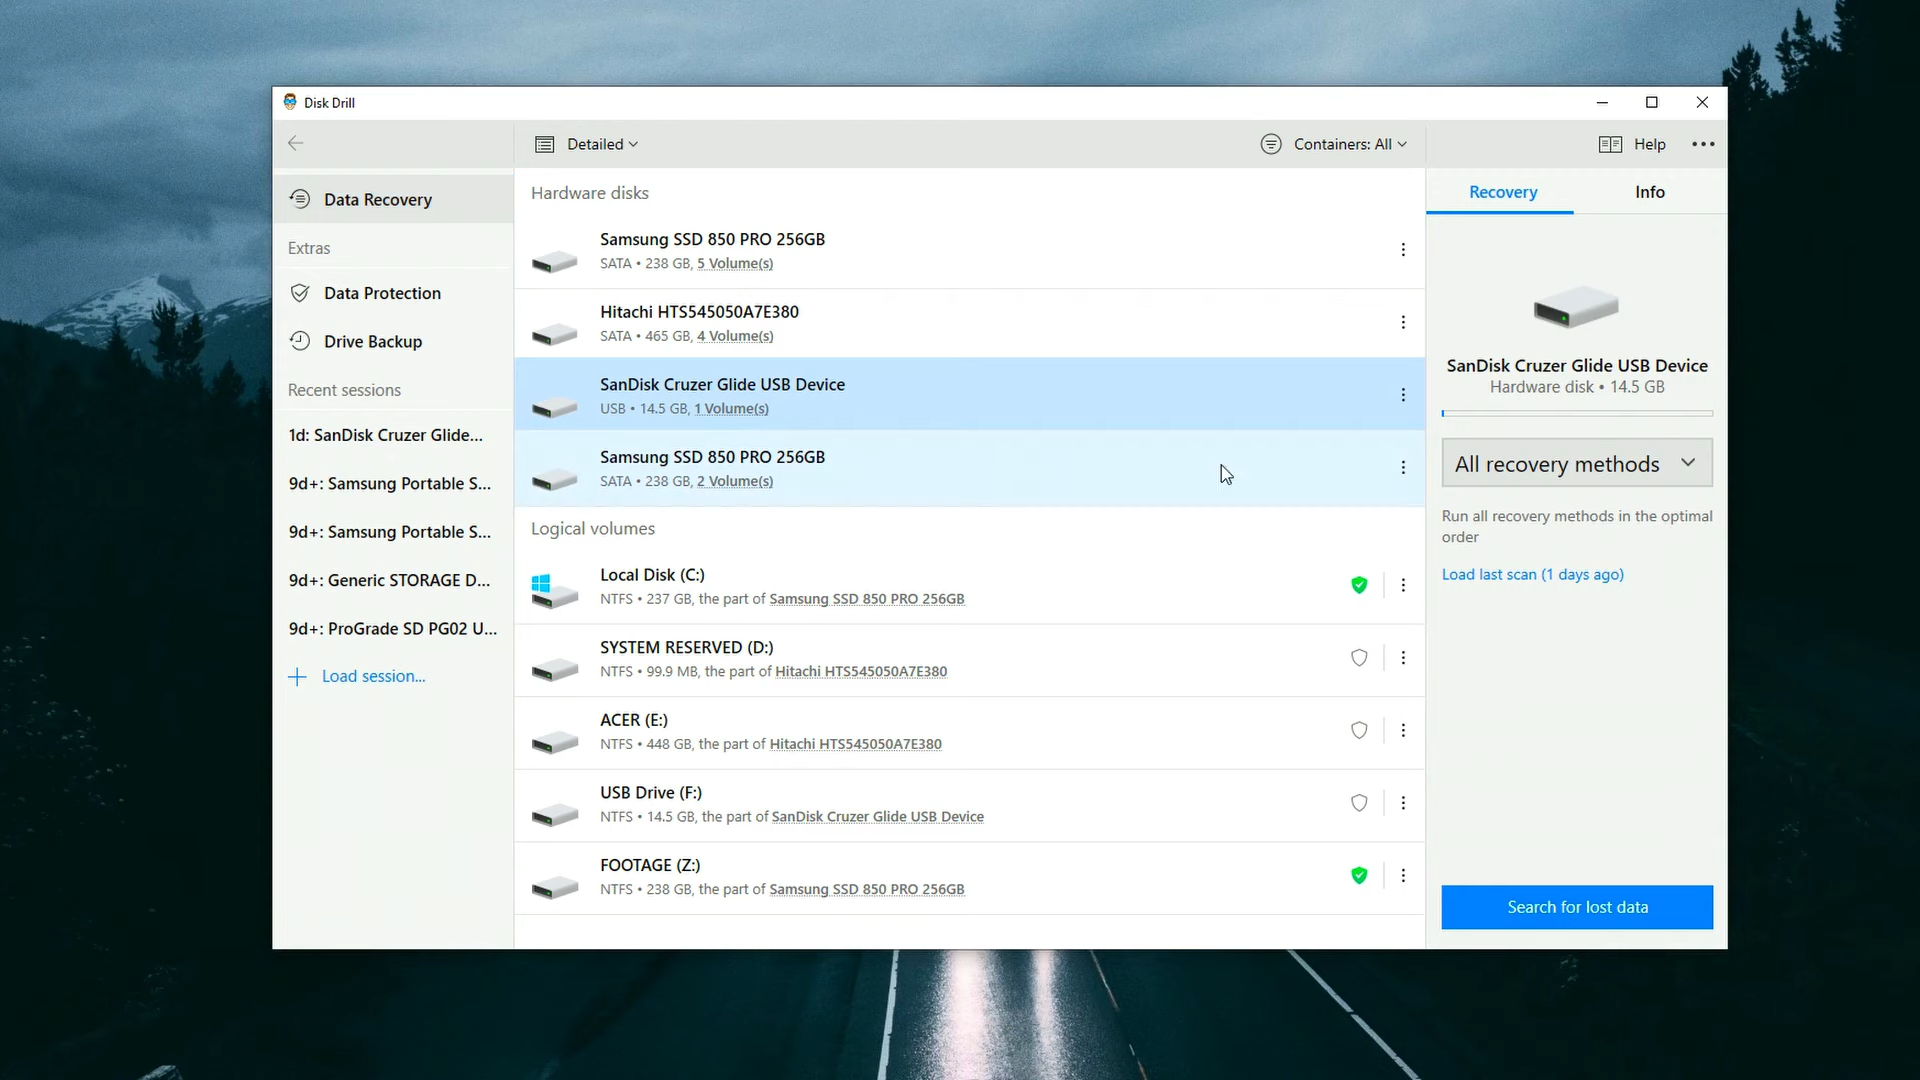 Disk Drill
Detailed
Containers: All
Help
Data Recovery
Extras
Data Protection
Drive Backup
Recent sessions
1d: SanDisk Cruzer Glide...
9d+: Samsung Portable S...
9d+: Samsung Portable S...
9d+: Generic STORAGE D...
9d+: ProGrade SD PG02 U...
Load session...
Hardware disks
Samsung SSD 850 PRO 256GB
SATA • 238 GB, 5 Volume(s)
Hitachi HTS545050A7E380
SATA • 465 GB, 4 Volume(s)
SanDisk Cruzer Glide USB Device
USB • 14.5 GB, 1 Volume(s)
Samsung SSD 850 PRO 256GB
SATA • 238 GB, 2 Volume(s)
Logical volumes
Local Disk (C:)
NTFS • 237 GB, the part of Samsung SSD 850 PRO 256GB
SYSTEM RESERVED (D:)
NTFS • 99.9 MB, the part of Hitachi HTS545050A7E380
ACER (E:)
NTFS • 448 GB, the part of Hitachi HTS545050A7E380
USB Drive (F:)
NTFS • 14.5 GB, the part of SanDisk Cruzer Glide USB Device
FOOTAGE (Z:)
NTFS • 238 GB, the part of Samsung SSD 850 PRO 256GB
Recovery
Info
SanDisk Cruzer Glide USB Device
Hardware disk • 14.5 GB
All recovery methods
Run all recovery methods in the optimal
order
Load last scan (1 days ago)
Search for lost data